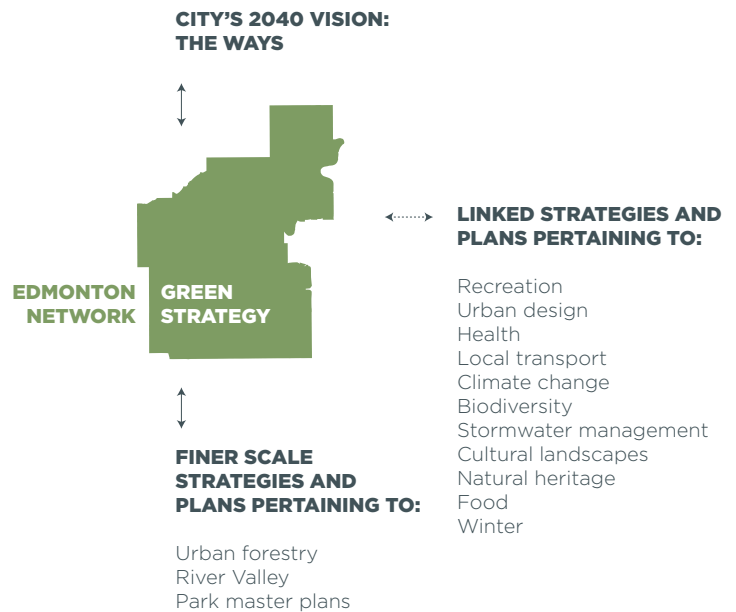 CITY'S 2040 VISION:
THE WAYS
EDMONTON GREEN
NETWORK STRATEGY
LINKED STRATEGIES AND
PLANS PERTAINING TO:
Recreation
Urban design
Health
Local transport
Climate change
Biodiversity
Stormwater management
Cultural landscapes
Natural heritage
Food
Winter
FINER SCALE
STRATEGIES AND
PLANS PERTAINING TO:
Urban forestry
River Valley
Park master plans